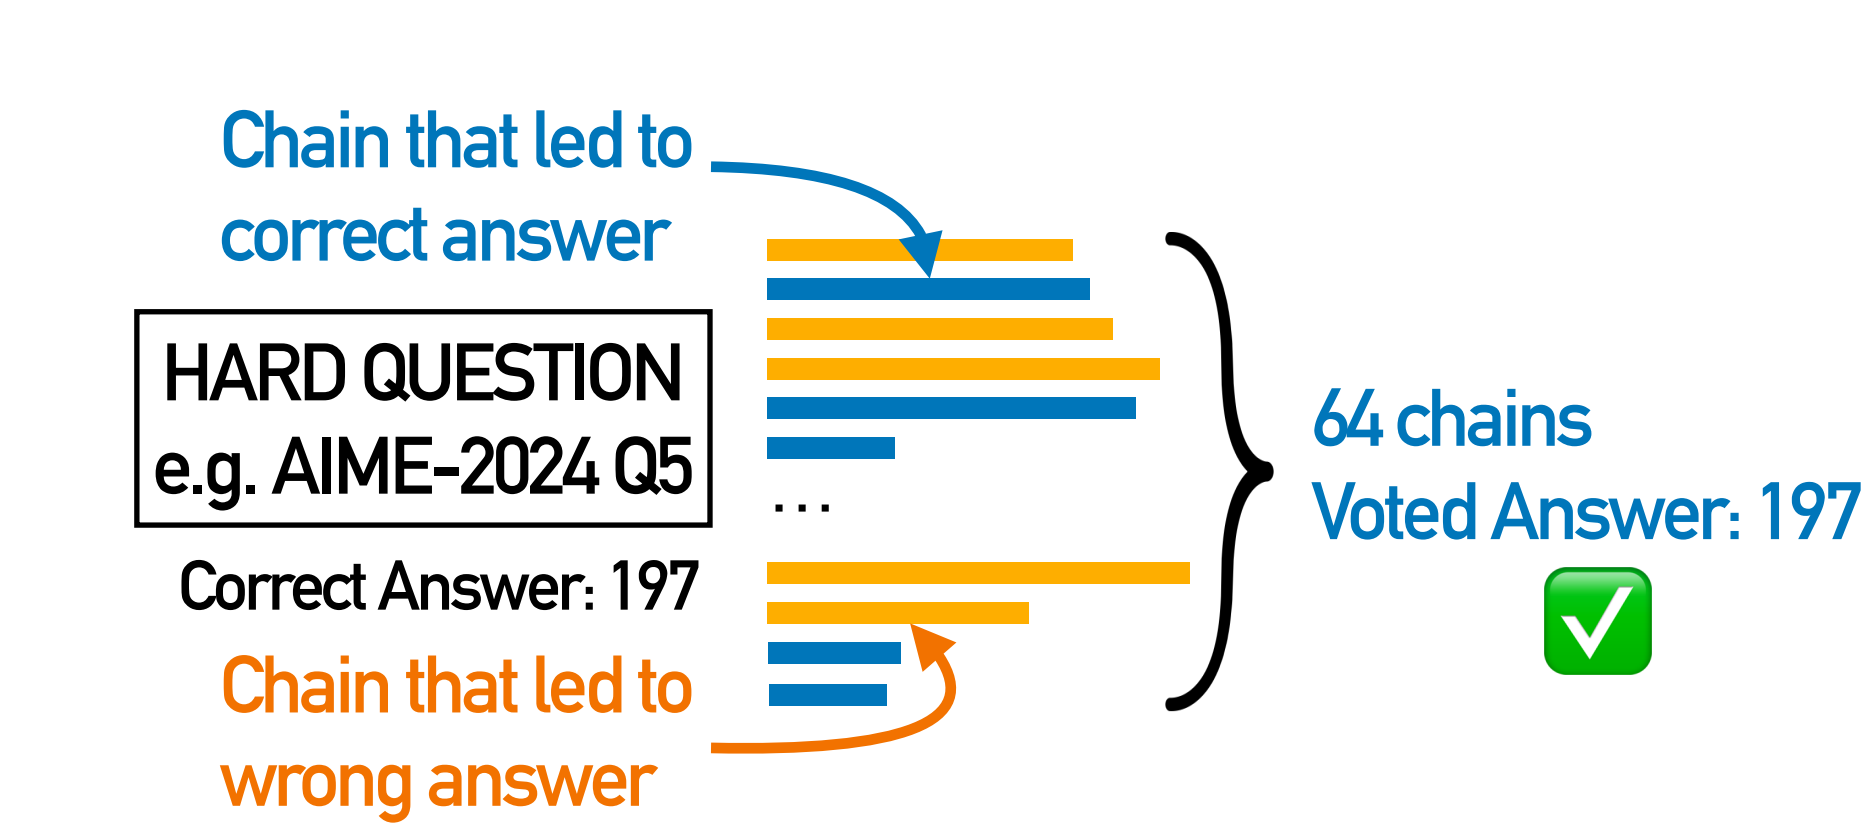 Chain that led to
correct answer
HARD QUESTION
e.g. AIME-2024 Q5
...
Correct Answer: 197
Chain that led to
wrong answer
64 chains
Voted Answer: 197